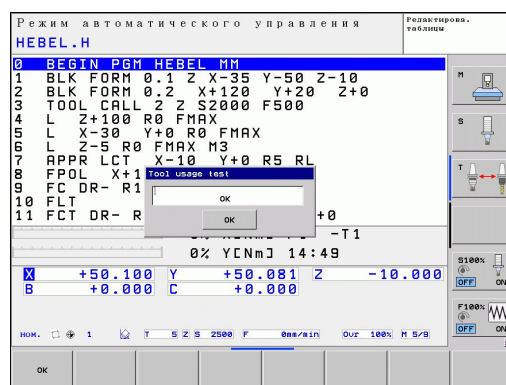 Режим автоматического управления
Редактирова.
таблицы
HEBEL.H
0 BEGIN PGM HEBEL MM
1 BLK FORM 0.1 Z X-35 Y-50 Z-10
2 BLK FORM 0.2 X+120 Y+20 Z+0
3 TOOL CALL 2 Z S2000 F500
4 L Z+100 R0 FMAX
5 L X-30 Y+0 R0 FMAX
6 L Z-5 R0 FMAX M3
7 APPR LCT X-10 Y+0 R5 RL
8 FPOL X+1
9 FC DR- R1
10 FLT
11 FCT DR- R +0
Tool usage test
OK
OK
-T1
0% Y[Nm] 14:49
X +50.100 Y +50.081 Z -10.000
B +0.000 C +0.000
НОМ. 1 T 5 Z S 2500 F 0mm/min Ovr 100% M 5/9
OK
M
S
T
S100%
OFF ON
F100%
OFF ON